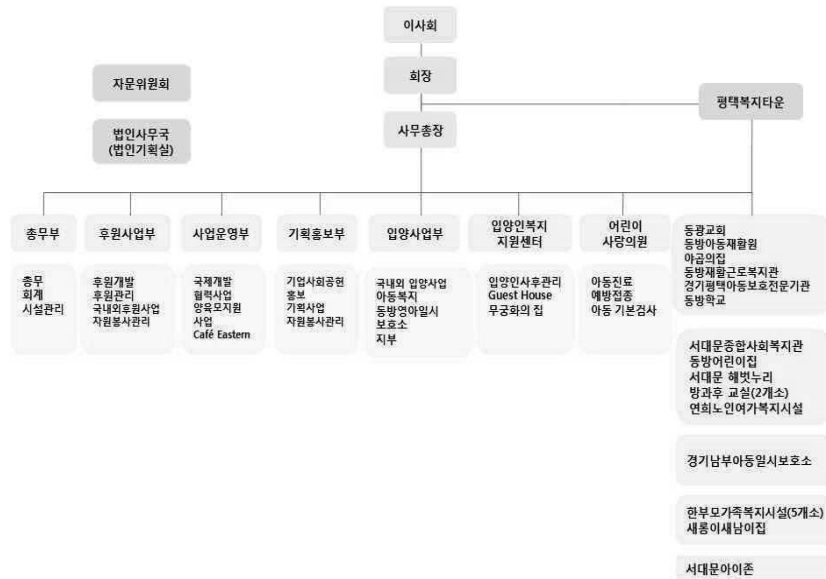 이사회
회장
자문위원회
평택복지타운
법인사무국
(법인기획실)
사무총장
총무부
후원사업부
사업운영부
기획홍보부
입양사업부
입양인복지
지원센터
어린이
사랑의원
총무
회계
시설관리
후원개발
후원관리
국내외후원사업
자원봉사관리
국제개발
협력사업
양육모지원
사업
Café Eastern
기업사회공헌
홍보
기획사업
자원봉사관리
국내외 입양사업
아동복지
동방영아일시
보호소
지부
입양인사후관리
Guest House
무궁화의 집
아동진료
예방접종
아동 기본검사
동광교회
동방아동재활원
야곱의집
동방재활근로복지관
경기평택아동보호전문기관
동방학교
서대문종합사회복지관
동방어린이집
서대문 해벗누리
방과후 교실(2개소)
연희노인여가복지시설
경기남부아동일시보호소
한부모가족복지시설(5개소)
새롱이새남이집
서대문아이존